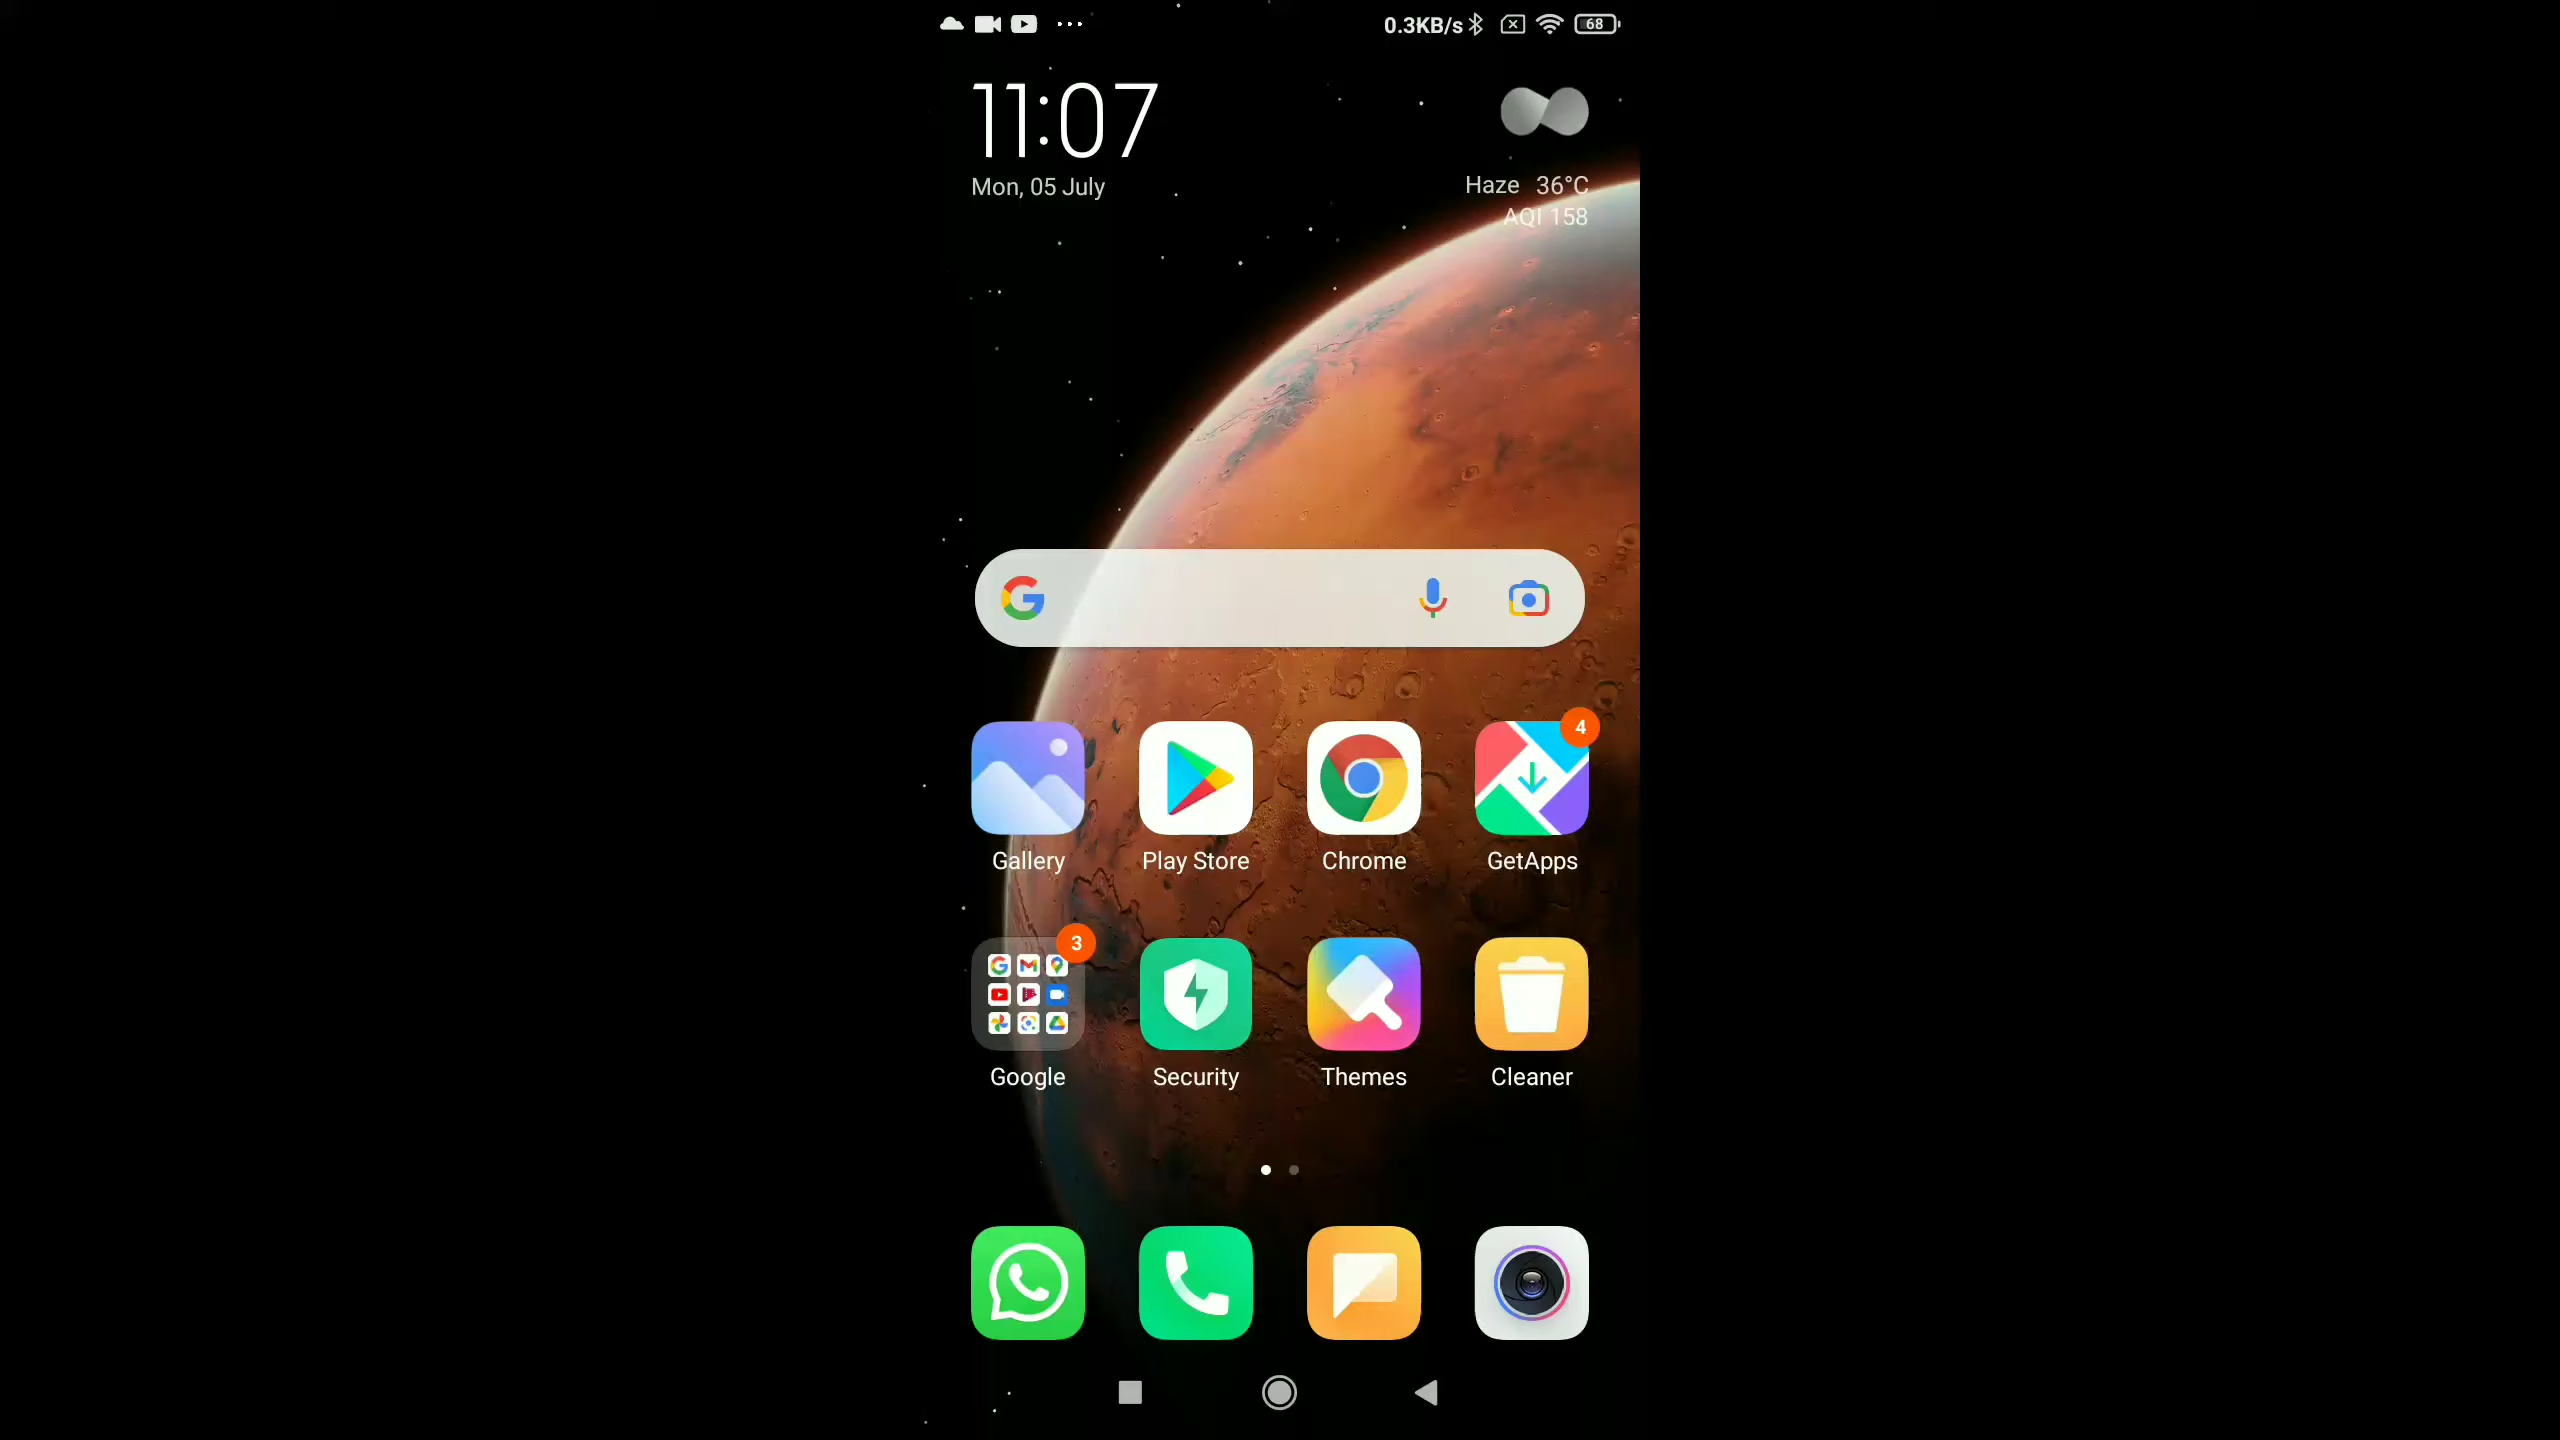 0.3KB/s 68
11:07
Mon, 05 July
Haze 36°C
AQI 158
4
Gallery Play Store Chrome GetApps
3
Google Security Themes Cleaner